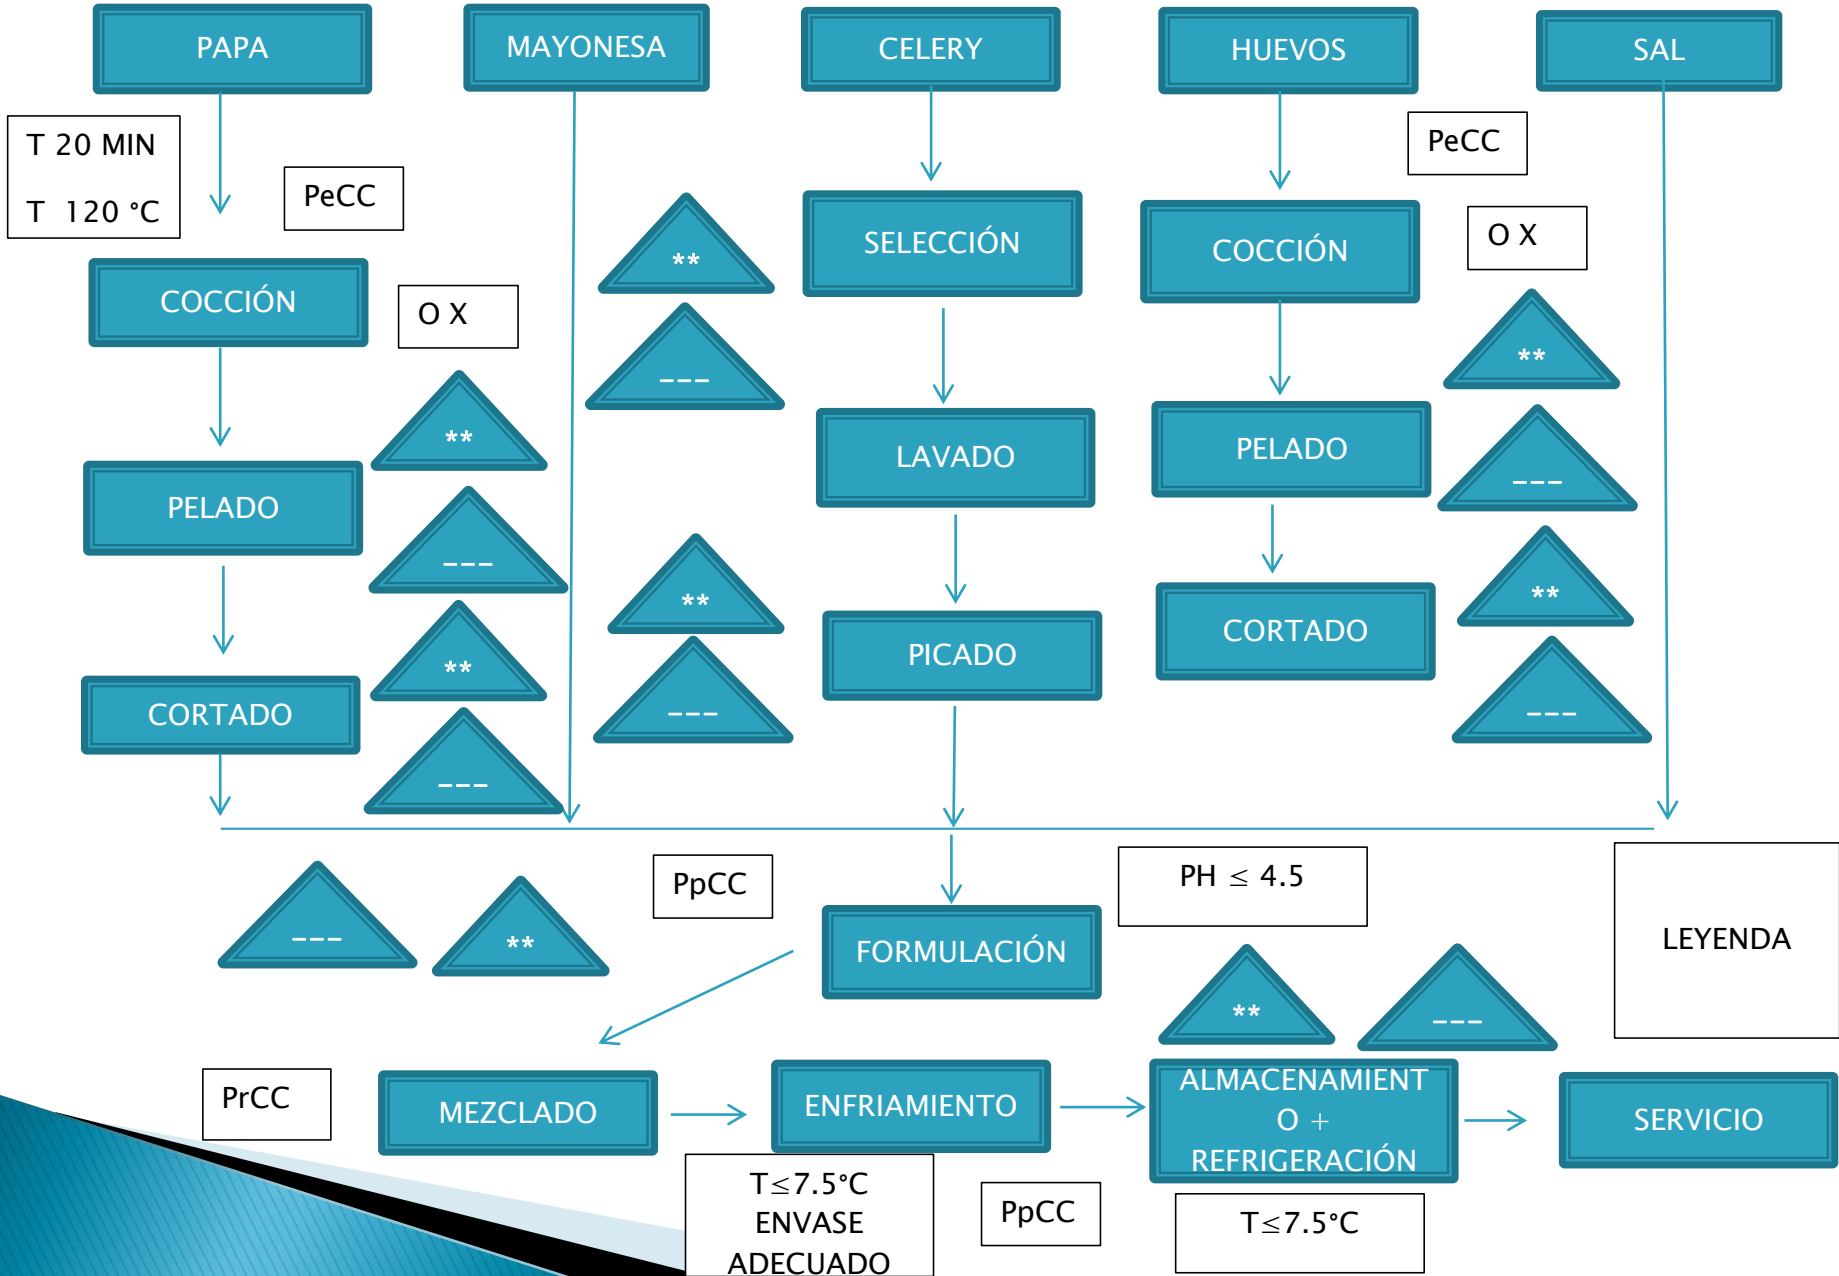 PAPA
MAYONESA
CELERY
HUEVOS
SAL
T 20 MIN
T 120 °C
PeCC
PeCC
**
SELECCIÓN
COCCIÓN
O X
COCCIÓN
O X
---
**
**
LAVADO
PELADO
---
PELADO
---
**
**
CORTADO
PICADO
**
CORTADO
---
---
---
PpCC
PH ≤ 4.5
---
**
FORMULACIÓN
LEYENDA
**
---
PrCC
MEZCLADO
ENFRIAMIENTO
ALMACENAMIENT
O +
REFRIGERACIÓN
SERVICIO
T≤7.5°C
ENVASE
ADECUADO
PpCC
T≤7.5°C